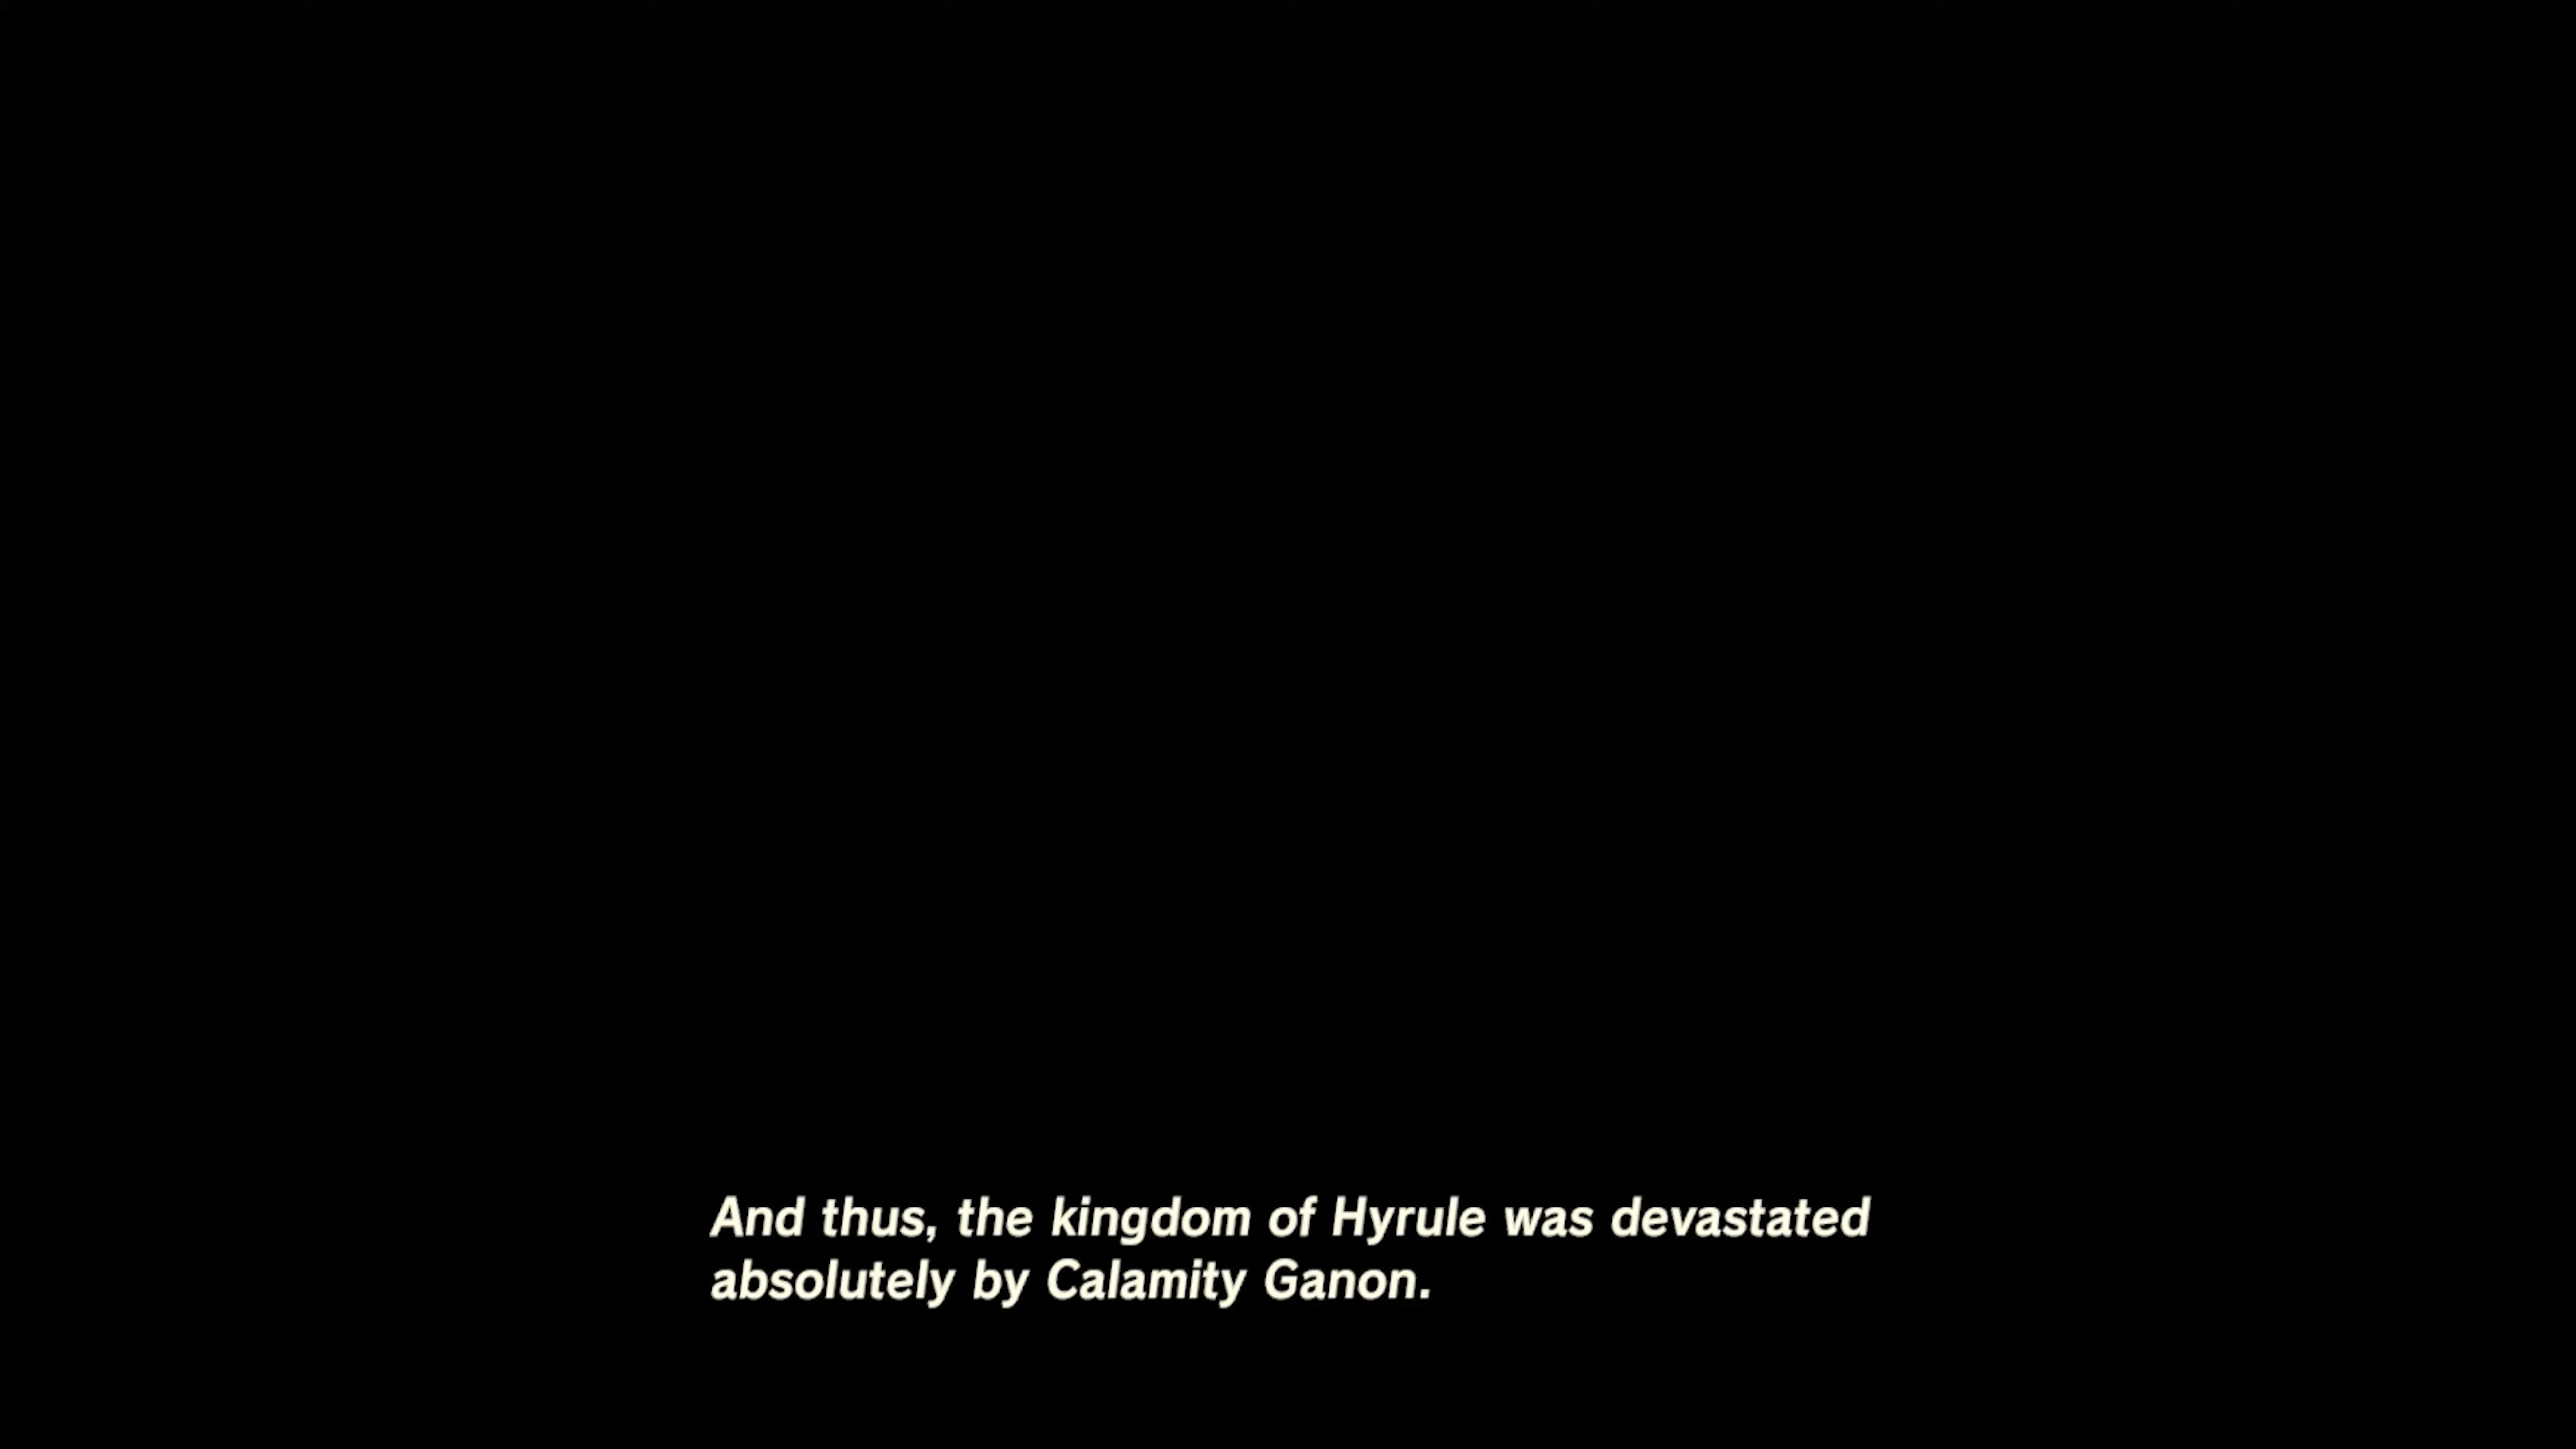 And thus, the kingdom of Hyrule was devastated
absolutely by Calamity Ganon.